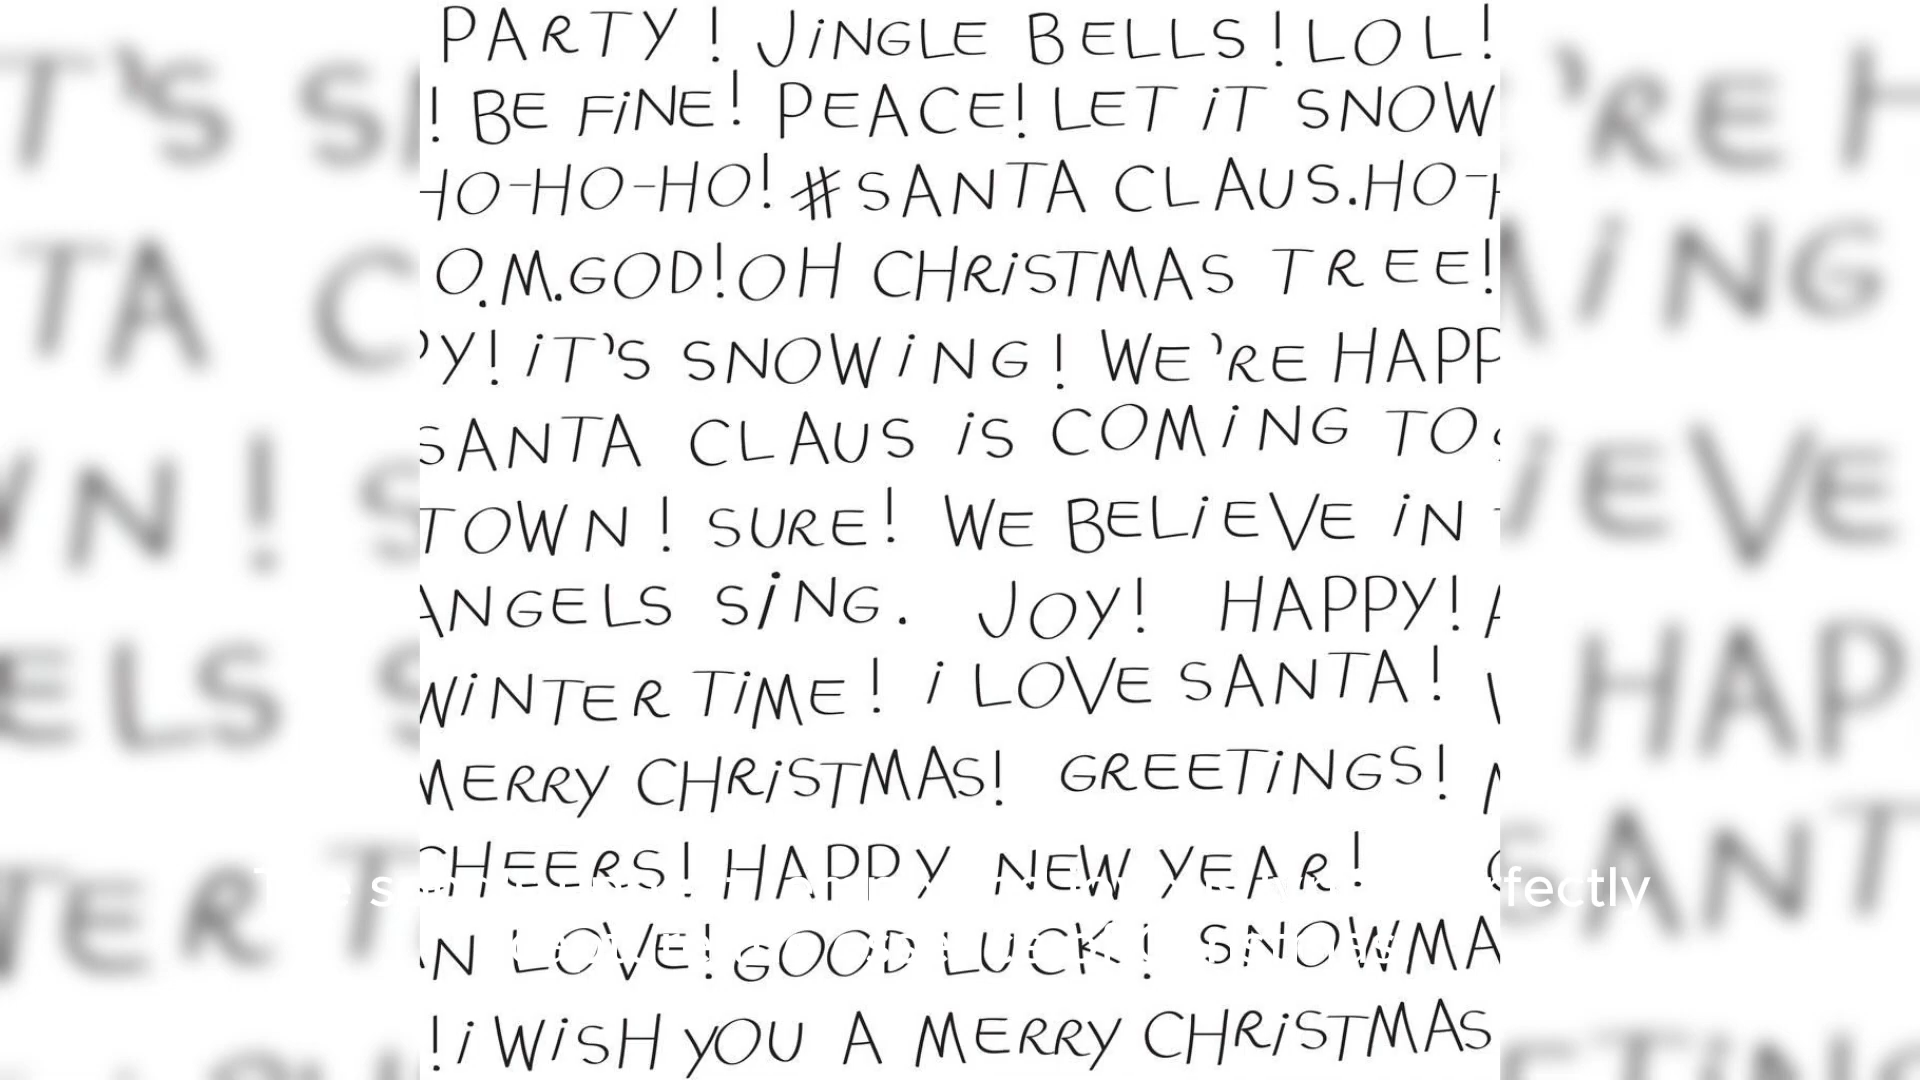 PARTY! JiNGLE BELLS! LOL!
! BE FiNE! PEACE! LET iT SNOW
HO-HO-HO! #SANTA CLAUS. HO-
O.M.GOD! OH CHRiSTMAS TREE!
PY! iT'S SNOWiNG! WE'RE HAPP
SANTA CLAUS iS COMiNG TO
TOWN! SURE! WE BELiEVE iN
ANGELS SiNG. JOY! HAPPY!
WiNTER TiME! i LOVE SANTA!
MERRY CHRiSTMAS! GREETiNGS!
CHEERS! HAPPY NEW YEAR!
N LOVE! GOOD LUCK! SNOWMA
! i WiSH YOU A MERRY CHRiSTMAS